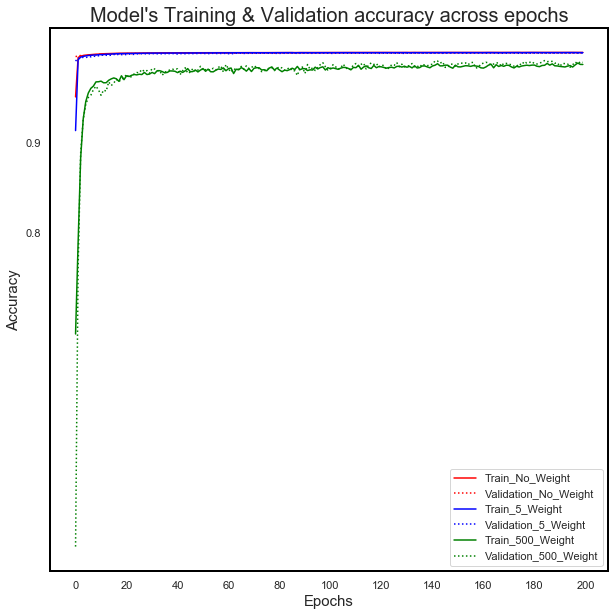 Model's Training & Validation accuracy across epochs
0.9
0.8
Accuracy
Train_No_Weight
Validation_No_Weight
Train_5_Weight
Validation_5_Weight
Train_500_Weight
Validation_500_Weight
0 20 40 60 80 100 120 140 160 180 200
Epochs